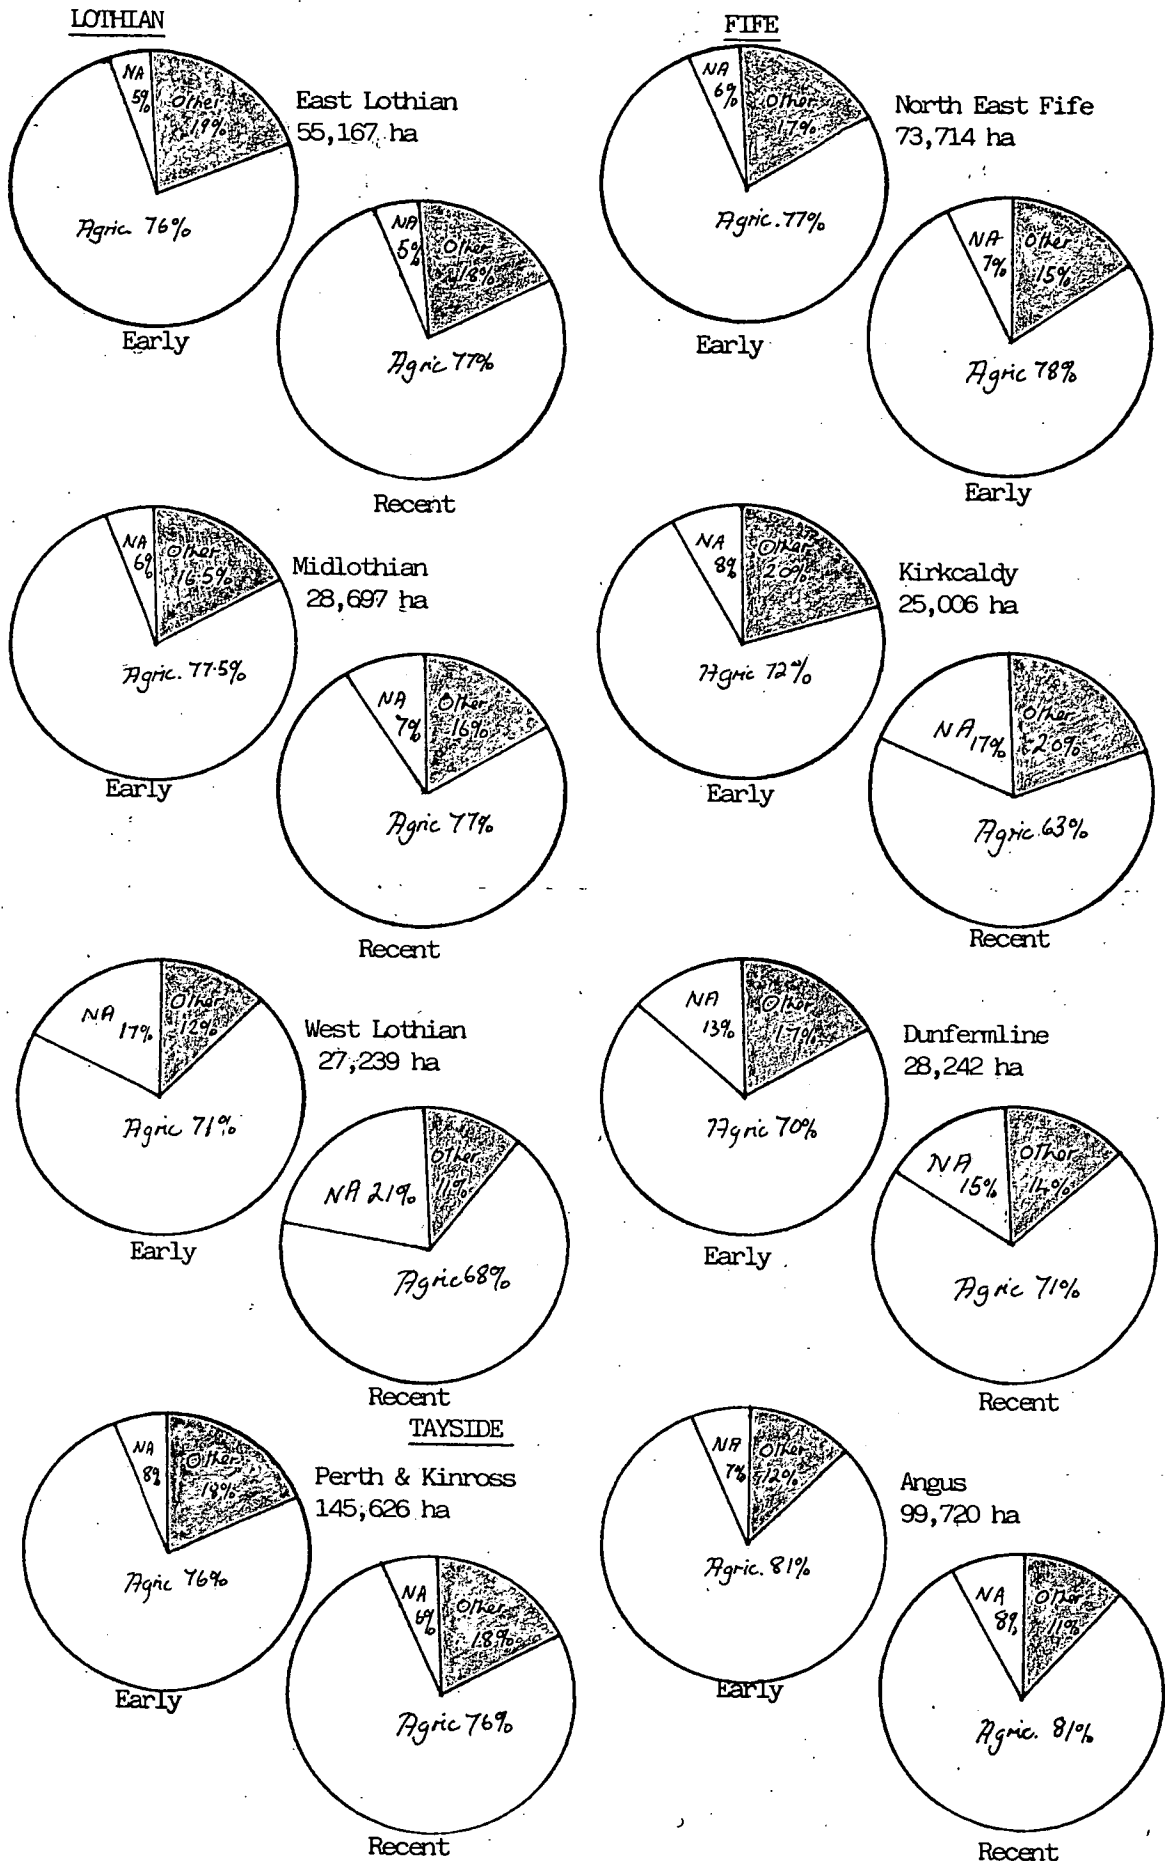 LOTHIAN
NA
5%
Other
19%
Agric. 76%
Early
East Lothian
55,167 ha
NA
5%
Other
18%
Agric 77%
Recent
FIFE
NA
6%
Other
17%
Agric. 77%
Early
North East Fife
73,714 ha
NA
7%
Other
15%
Agric 78%
Early
NA
6%
Other
16.5%
Agric. 77.5%
Early
Midlothian
28,697 ha
NA
7%
Other
16%
Agric 77%
Recent
NA
8%
Other
20%
Agric 72%
Early
Kirkcaldy
25,006 ha
NA 17%
Other
20%
Agric 63%
Recent
NA
17%
Other
12%
Agric 71%
Early
West Lothian
27,239 ha
NA 21%
Other
11%
Agric 68%
Recent
NA
13%
Other
17%
Agric 70%
Early
Dunfermline
28,242 ha
NA
15%
Other
14%
Agric 71%
Recent
TAYSIDE
NA
8%
Other
18%
Agric 76%
Early
Perth & Kinross
145,626 ha
NA
6%
Other
18%
Agric 76%
Recent
NA
7%
Other
12%
Agric. 81%
Early
Angus
99,720 ha
NA
8%
Other
11%
Agric. 81%
Recent